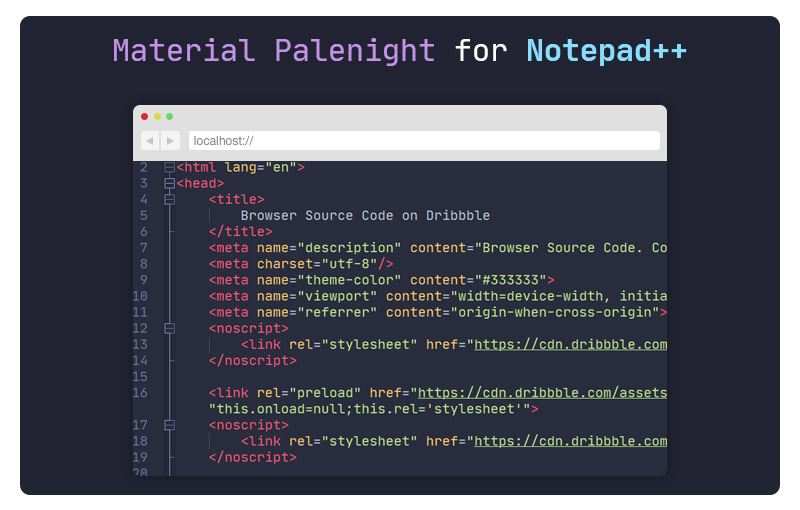 Material Palenight for Notepad++
localhost://
2 <html lang="en">
3 <head>
4 <title>
5 Browser Source Code on Dribbble
6 </title>
7 <meta name="description" content="Browser Source Code. Co
8 <meta charset="utf-8"/>
9 <meta name="theme-color" content="#333333">
10 <meta name="viewport" content="width=device-width, initia
11 <meta name="referrer" content="origin-when-cross-origin">
12 <noscript>
13 <link rel="stylesheet" href="https://cdn.dribbble.com
14 </noscript>
15
16 <link rel="preload" href="https://cdn.dribbble.com/assets
"this.onload=null;this.rel='stylesheet'">
17 <noscript>
18 <link rel="stylesheet" href="https://cdn.dribbble.com
19 </noscript>
20